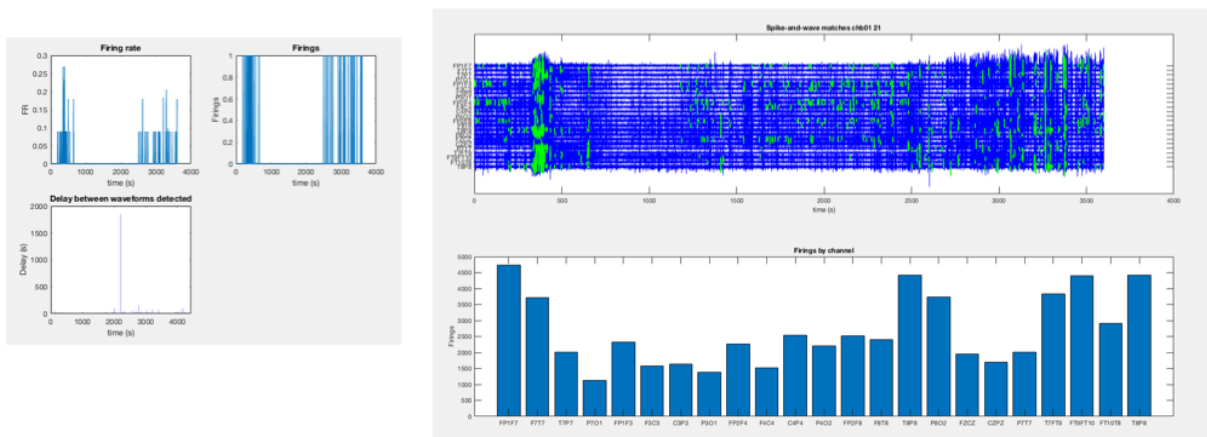 Firing rate
FR
0.3
0.25
0.2
0.15
0.1
0.05
0
0 1000 2000 3000 4000
time (s)
Firings
Firings
1
0.8
0.6
0.4
0.2
0
0 1000 2000 3000 4000
time (s)
Delay between waveforms detected
Delay (s)
2000
1500
1000
500
0
0 1000 2000 3000 4000
time (s)
Spike-and-wave matches chb01 21
FP1F7
0 500 1000 1500 2000 2500 3000 3500 4000
time (s)
Firings by channel
Firings
5000
4500
4000
3500
3000
2500
2000
1500
1000
500
0
FP1F7 F7T7 T7P7 P7O1 FP1F3 F3C3 C3P3 P3O1 FP2F4 F4C4 C4P4 P4O2 FP2F8 F8T8 T8P8 P8O2 FZCZ CZPZ P7T7 T7FT9 FT9FT10 FT10T8 T8P8